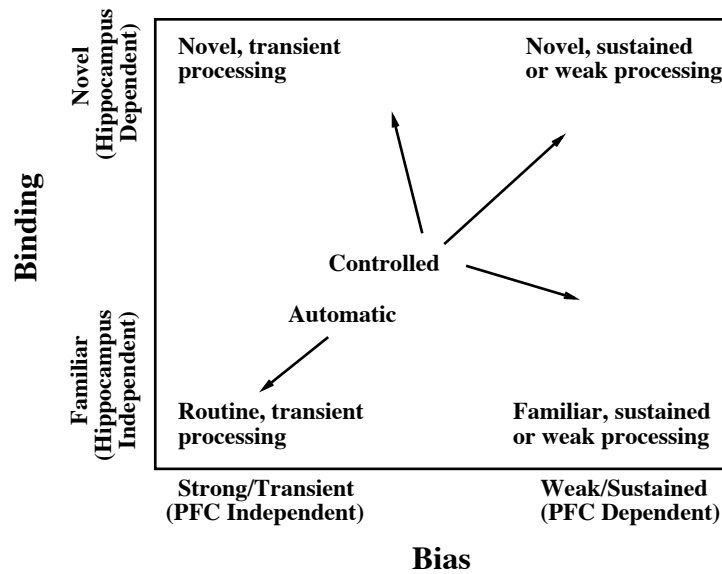 Novel, transient
processing
Novel, sustained
or weak processing
Novel
(Hippocampus
Dependent)
Binding
Controlled
Automatic
Familiar
(Hippocampus
Independent)
Routine, transient
processing
Familiar, sustained
or weak processing
Strong/Transient
(PFC Independent)
Weak/Sustained
(PFC Dependent)
Bias